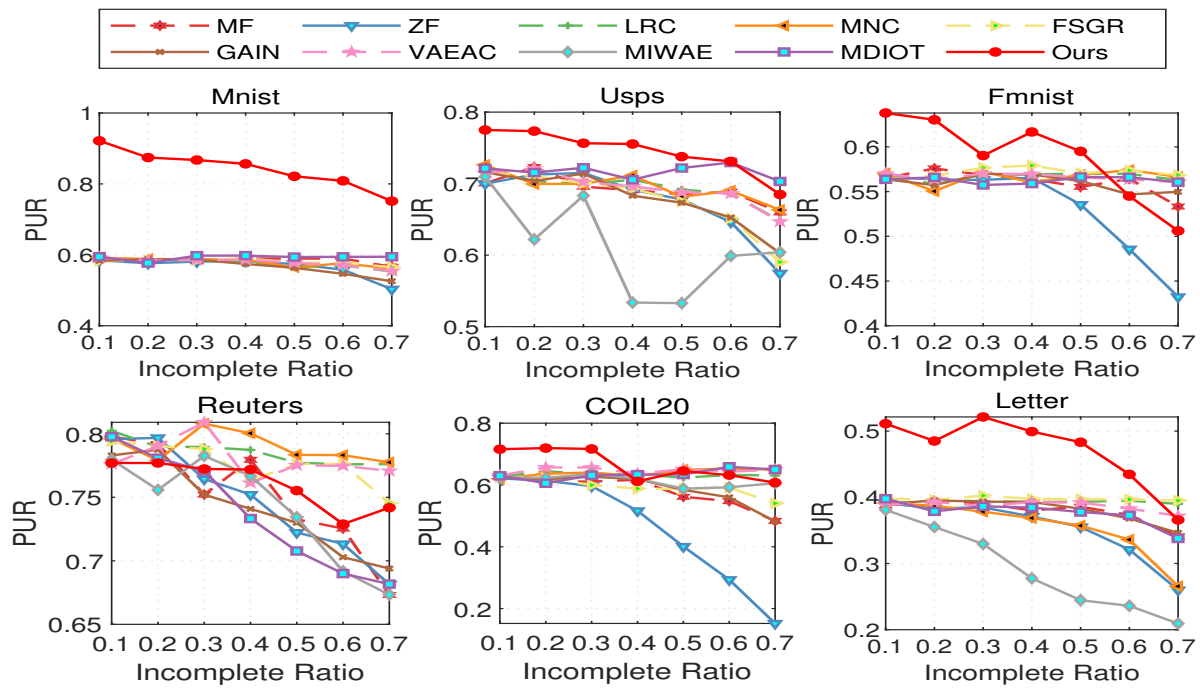 MF ZF LRC MNC FSGR
GAIN VAEAC MIWAE MDIOT Ours
Mnist
1
0.8
0.6
0.4
PUR
0.1 0.2 0.3 0.4 0.5 0.6 0.7
Incomplete Ratio
Usps
0.8
0.7
0.6
0.5
PUR
0.1 0.2 0.3 0.4 0.5 0.6 0.7
Incomplete Ratio
Fmnist
0.6
0.55
0.5
0.45
0.4
PUR
0.1 0.2 0.3 0.4 0.5 0.6 0.7
Incomplete Ratio
Reuters
0.8
0.75
0.7
0.65
PUR
0.1 0.2 0.3 0.4 0.5 0.6 0.7
Incomplete Ratio
COIL20
0.8
0.6
0.4
0.2
PUR
0.1 0.2 0.3 0.4 0.5 0.6 0.7
Incomplete Ratio
Letter
0.5
0.4
0.3
0.2
PUR
0.1 0.2 0.3 0.4 0.5 0.6 0.7
Incomplete Ratio